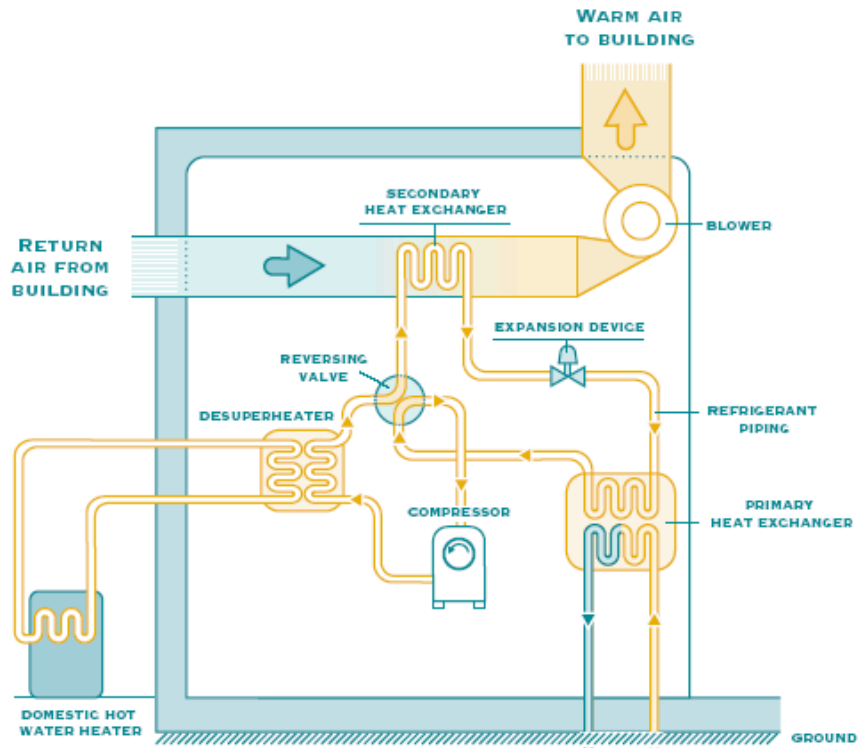 WARM AIR
TO BUILDING
SECONDARY
HEAT EXCHANGER
BLOWER
RETURN
AIR FROM
BUILDING
EXPANSION DEVICE
REVERSING
VALVE
DESUPERHEATER
REFRIGERANT
PIPING
COMPRESSOR
PRIMARY
HEAT EXCHANGER
DOMESTIC HOT
WATER HEATER
GROUND